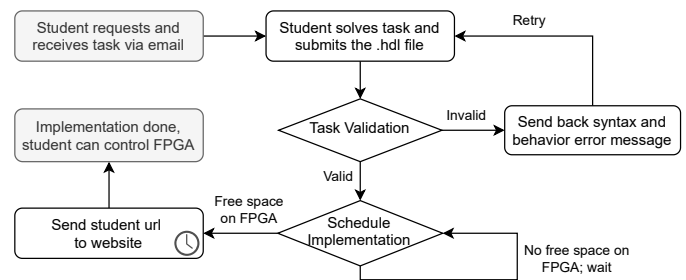 Student requests and
receives task via email
Student solves task and
submits the .hdl file
Retry
Task Validation
Invalid
Send back syntax and
behavior error message
Implementation done,
student can control FPGA
Valid
Free space
on FPGA
Schedule
Implementation
Send student url
to website
No free space on
FPGA; wait